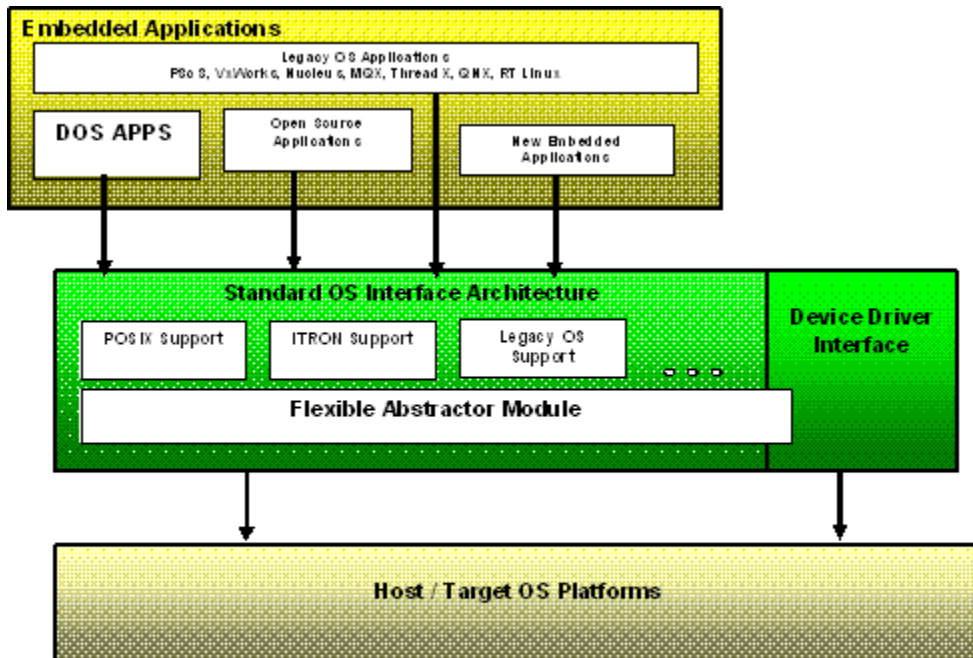 Embedded Applications
Legacy OS Applications
PSoS, VxWorks, Nucleus, MQX, Thread X, QNX, RT Linux
DOS APPS
Open Source
Applications
New Embedded
Applications
Standard OS Interface Architecture
POSIX Support
ITRON Support
Legacy OS
Support
Device Driver
Interface
Flexible Abstractor Module
Host / Target OS Platforms